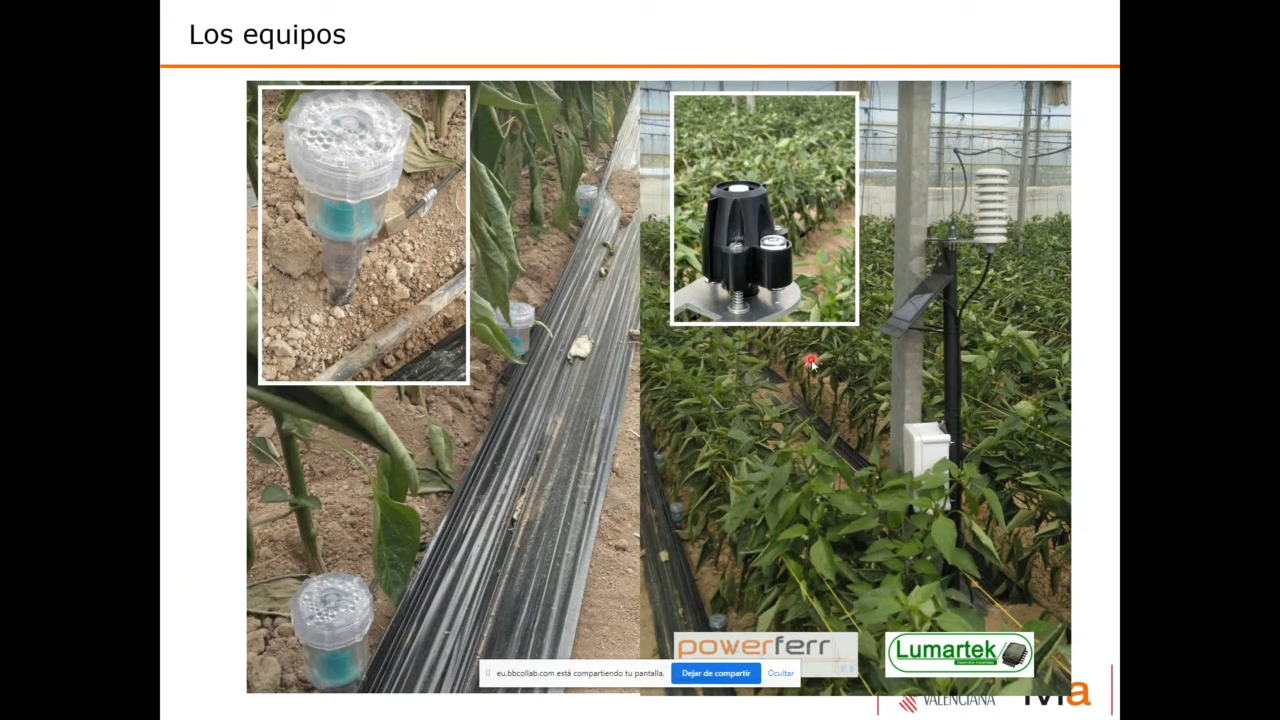 Los equipos
powerferr
Lumartek
eu.bbcollab.com está compartiendo tu pantalla.
Dejar de compartir
Ocultar
VALENCIANA